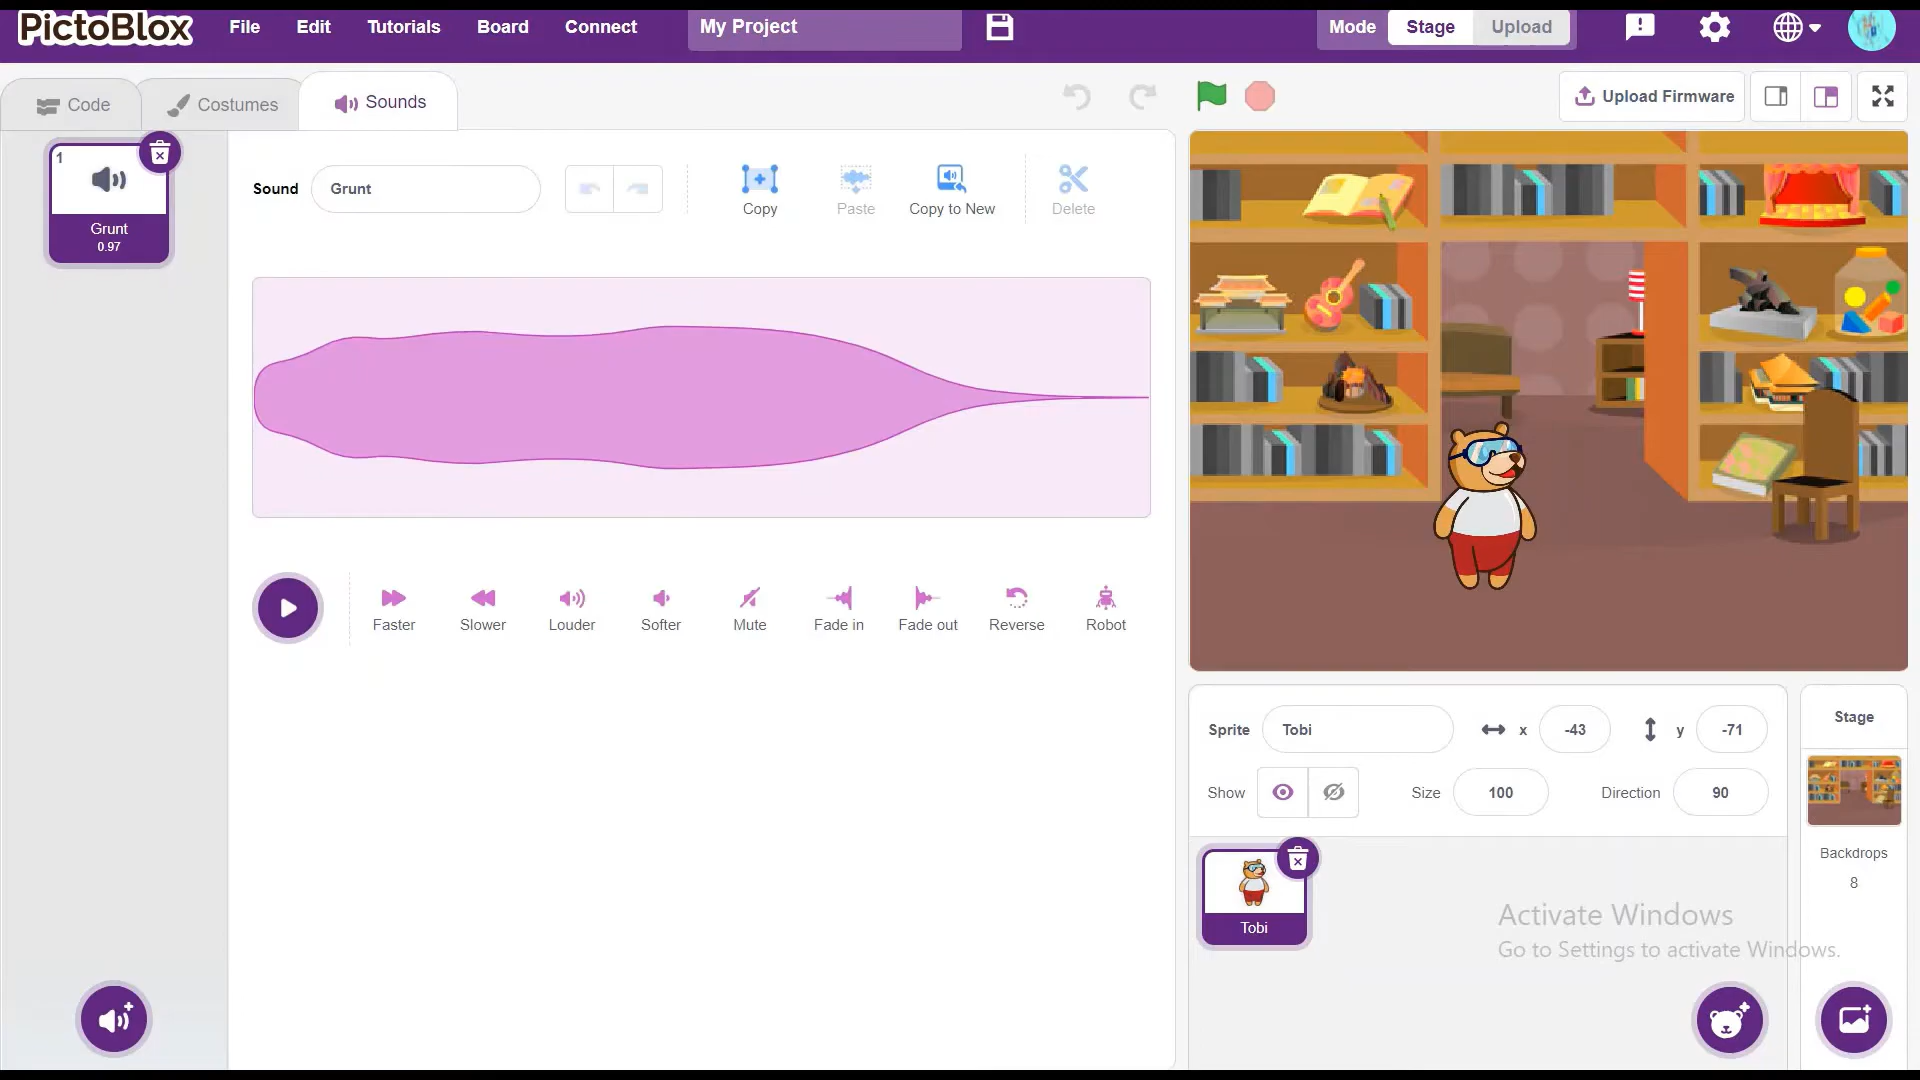 PictoBlox File Edit Tutorials Board Connect My Project Mode Stage Upload
Code Costumes Sounds Upload Firmware
1
Grunt
0.97
Sound Grunt Copy Paste Copy to New Delete
Faster Slower Louder Softer Mute Fade in Fade out Reverse Robot
Sprite Tobi x -43 y -71
Show Size 100 Direction 90
Tobi
Stage
Backdrops
8
Activate Windows
Go to Settings to activate Windows.